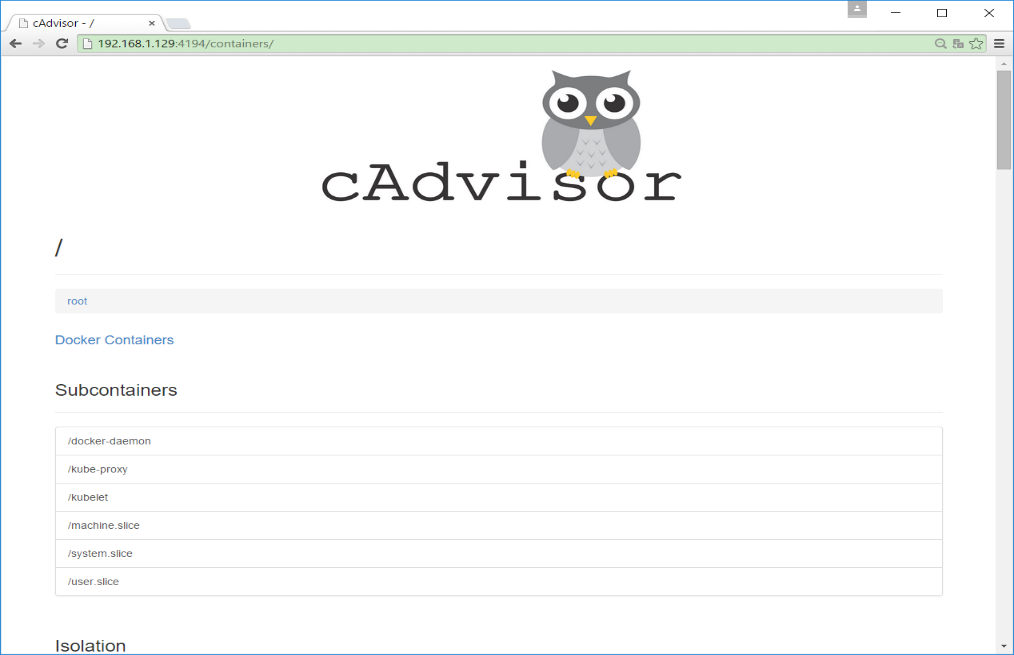 cAdvisor - /
192.168.1.129:4194/containers/
cAdvisor
/
root
Docker Containers
Subcontainers
/docker-daemon
/kube-proxy
/kubelet
/machine.slice
/system.slice
/user.slice
Isolation